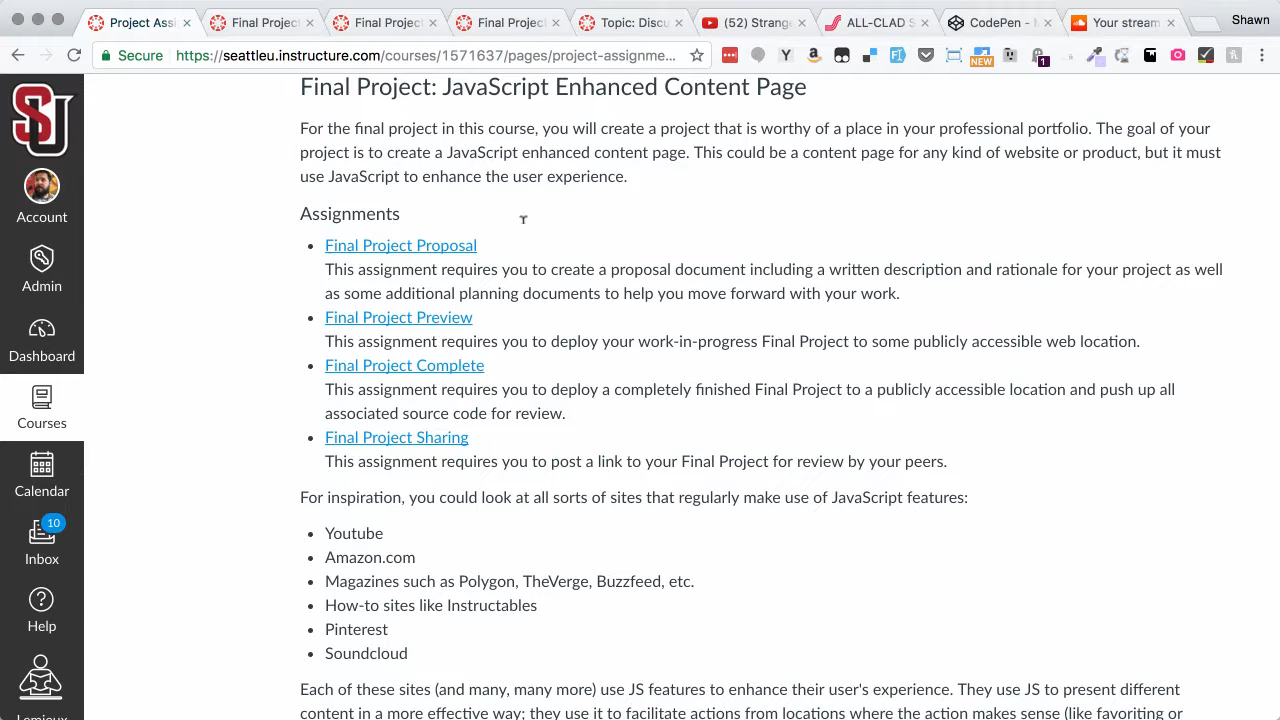 Project Assi
Final Project
Final Project
Final Project
Topic: Discu
(52) Strange
ALL-CLAD S
CodePen - M
Your stream
Shawn
Secure
https://seattleu.instructure.com/courses/1571637/pages/project-assignme...
NEW
1
SU
Account
Admin
Dashboard
Courses
Calendar
10
Inbox
Help
Lemieux
Final Project: JavaScript Enhanced Content Page
For the final project in this course, you will create a project that is worthy of a place in your professional portfolio. The goal of your
project is to create a JavaScript enhanced content page. This could be a content page for any kind of website or product, but it must
use JavaScript to enhance the user experience.
Assignments
Final Project Proposal
This assignment requires you to create a proposal document including a written description and rationale for your project as well
as some additional planning documents to help you move forward with your work.
Final Project Preview
This assignment requires you to deploy your work-in-progress Final Project to some publicly accessible web location.
Final Project Complete
This assignment requires you to deploy a completely finished Final Project to a publicly accessible location and push up all
associated source code for review.
Final Project Sharing
This assignment requires you to post a link to your Final Project for review by your peers.
For inspiration, you could look at all sorts of sites that regularly make use of JavaScript features:
Youtube
Amazon.com
Magazines such as Polygon, TheVerge, Buzzfeed, etc.
How-to sites like Instructables
Pinterest
Soundcloud
Each of these sites (and many, many more) use JS features to enhance their user's experience. They use JS to present different
content in a more effective way; they use it to facilitate actions from locations where the action makes sense (like favoriting or